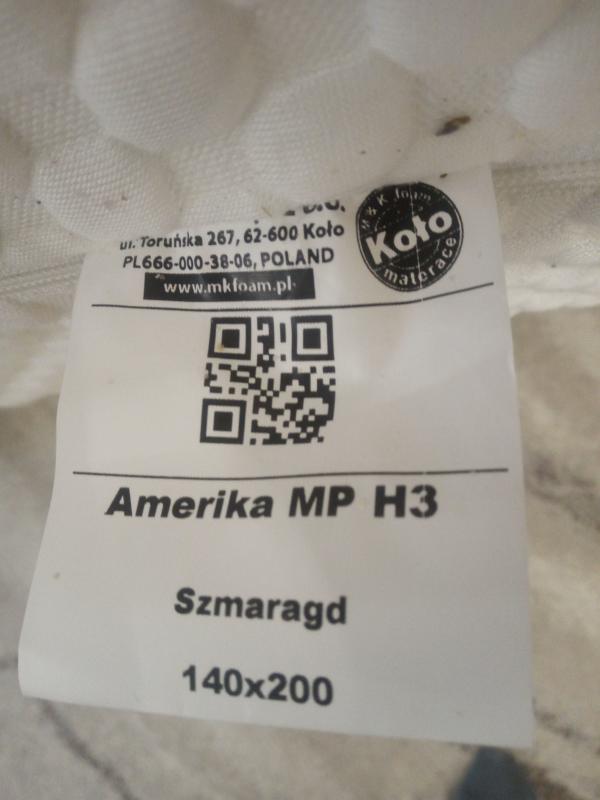 ul. Toruńska 267, 62-600 Koło
PL666-000-38-06, POLAND
www.mkfoam.pl
M & K foam
Koło
materace
Amerika MP H3
Szmaragd
140x200